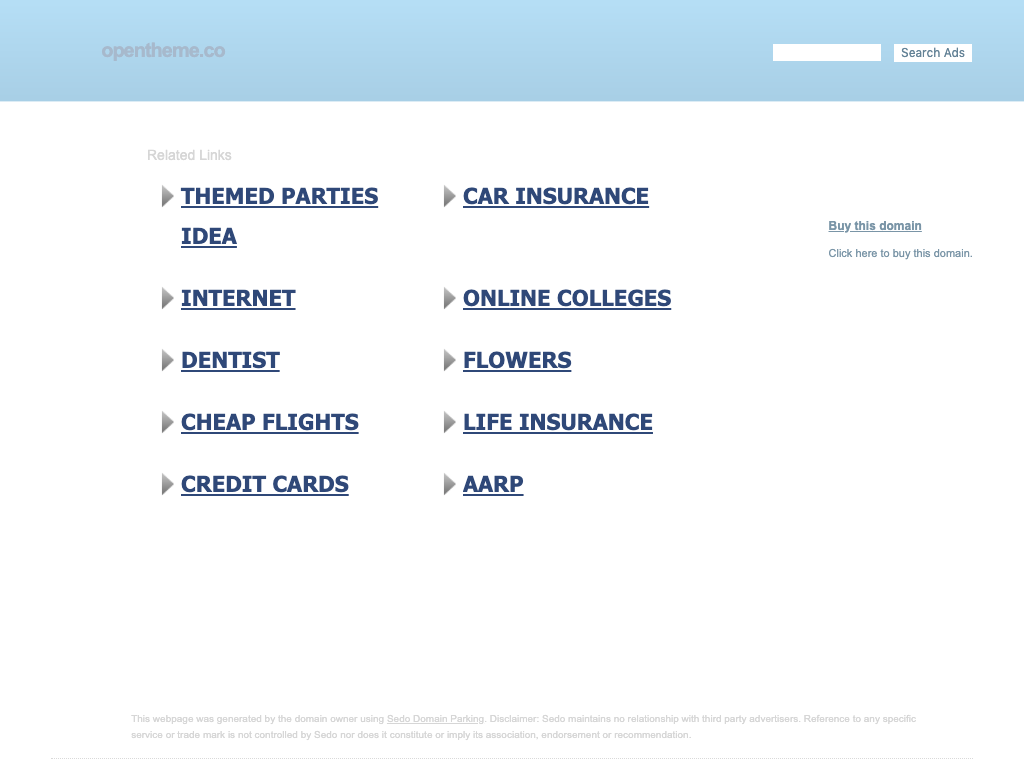 opentheme.co
Search Ads
Related Links
THEMED PARTIES
IDEA
CAR INSURANCE
Buy this domain
Click here to buy this domain.
INTERNET
ONLINE COLLEGES
DENTIST
FLOWERS
CHEAP FLIGHTS
LIFE INSURANCE
CREDIT CARDS
AARP
This webpage was generated by the domain owner using Sedo Domain Parking. Disclaimer: Sedo maintains no relationship with third party advertisers. Reference to any specific
service or trade mark is not controlled by Sedo nor does it constitute or imply its association, endorsement or recommendation.